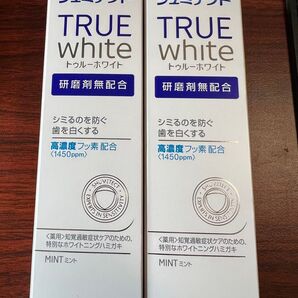 シュミテクト
TRUE
white
トゥルーホワイト
研磨剤無配合
シミるのを防ぐ
歯を白くする
高濃度フッ素配合
〈1450ppm〉
〈薬用〉知覚過敏症状ケアのための、
特別なホワイトニングハミガキ
MINT ミント
シュミテクト
TRUE
white
トゥルーホワイト
研磨剤無配合
シミるのを防ぐ
歯を白くする
高濃度フッ素配合
〈1450ppm〉
〈薬用〉知覚過敏症状ケアのための、
特別なホワイトニングハミガキ
MINT ミント